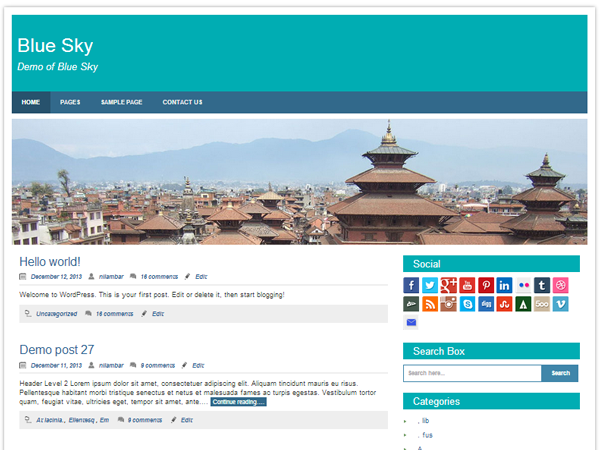 Blue Sky
Demo of Blue Sky
HOME PAGES SAMPLE PAGE CONTACT US
Hello world!
December 12, 2013 nilambar 16 comments Edit
Welcome to WordPress. This is your first post. Edit or delete it, then start blogging!
Uncategorized 16 comments Edit
Demo post 27
December 11, 2013 nilambar 9 comments Edit
Header Level 2 Lorem ipsum dolor sit amet, consectetuer adipiscing elit. Aliquam tincidunt mauris eu risus.
Pellentesque habitant morbi tristique senectus et netus et malesuada fames ac turpis egestas. Vestibulum tortor
quam, feugiat vitae, ultricies eget, tempor sit amet, ante.... Continue reading....
At lacinia., Ellentesq., Em 9 comments Edit
Social
500
Search Box
Search here... Search
Categories
, lib
. fus
A